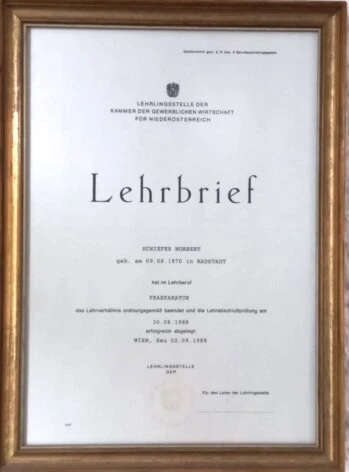 LEHRLINGSSTELLE DER
KAMMER DER GEWERBLICHEN WIRTSCHAFT
FÜR NIEDERÖSTERREICH
Lehrbrief
SCHIEFER NORBERT
geb. am 09.08.1970 in RADSTADT
hat im Lehrberuf
PRAEPARATOR
das Lehrverhältnis ordnungsgemäß beendet und die Lehrabschlußprüfung am
30.08.1988
erfolgreich abgelegt.
WIEN, den 02.09.1988
LEHRLINGSSTELLE
DER
Für den Leiter der Lehrlingsstelle